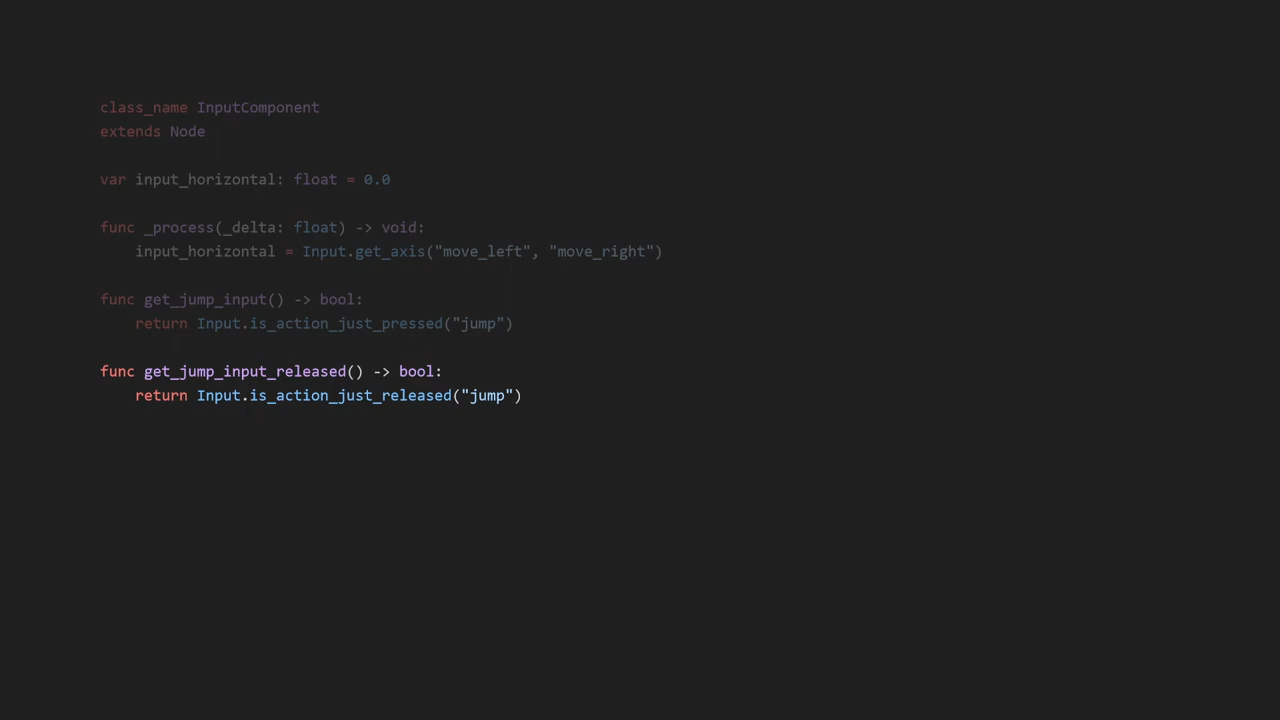 class_name InputComponent
extends Node
var input_horizontal: float = 0.0
func _process(_delta: float) -> void:
input_horizontal = Input.get_axis("move_left", "move_right")
func get_jump_input() -> bool:
return Input.is_action_just_pressed("jump")
func get_jump_input_released() -> bool:
return Input.is_action_just_released("jump")